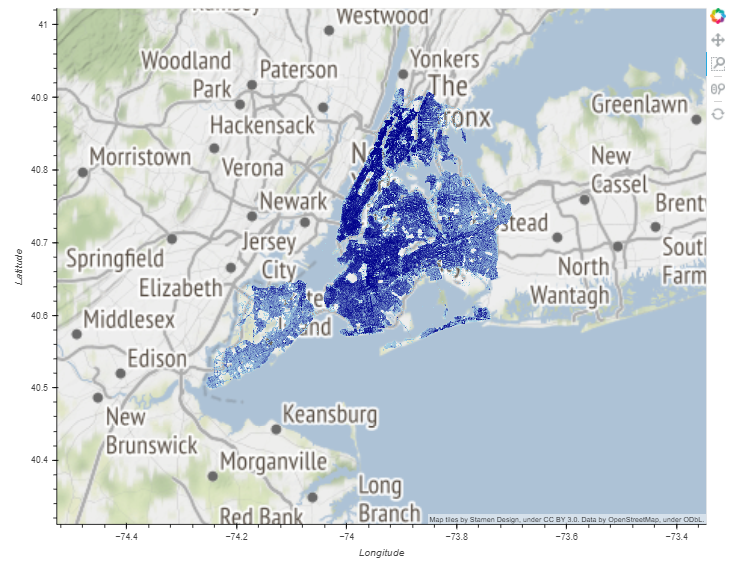 41
Westwood
Woodland
Park
Paterson
Yonkers
The
ronx
40.9
Hackensack
Greenlawn
Morristown
Verona
N
New
Cassel
40.8
Newark
stead
Brent
Jersey
City
40.7
Springfield
Elizabeth
North
Wantagh
South
Farm
Middlesex
40.6
Edison
40.5
New
Brunswick
Keansburg
40.4
Morganville
Long
Branch
Red Bank
Map tiles by Stamen Design, under CC BY 3.0. Data by OpenStreetMap, under ODbL.
−74.4
−74.2
−74
−73.8
−73.6
−73.4
Latitude
Longitude